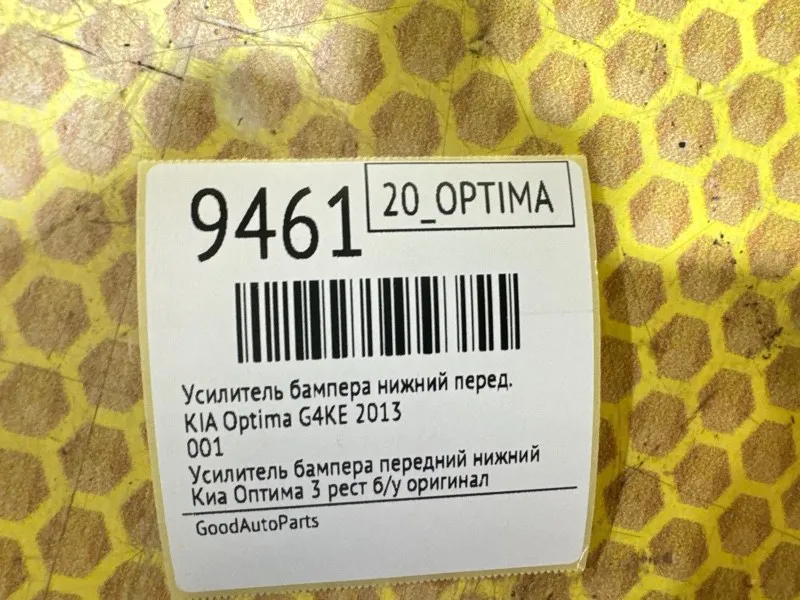 9461
20_OPTIMA
Усилитель бампера нижний перед.
KIA Optima G4KE 2013
001
Усилитель бампера передний нижний
Киа Оптима 3 рест б/у оригинал
GoodAutoParts